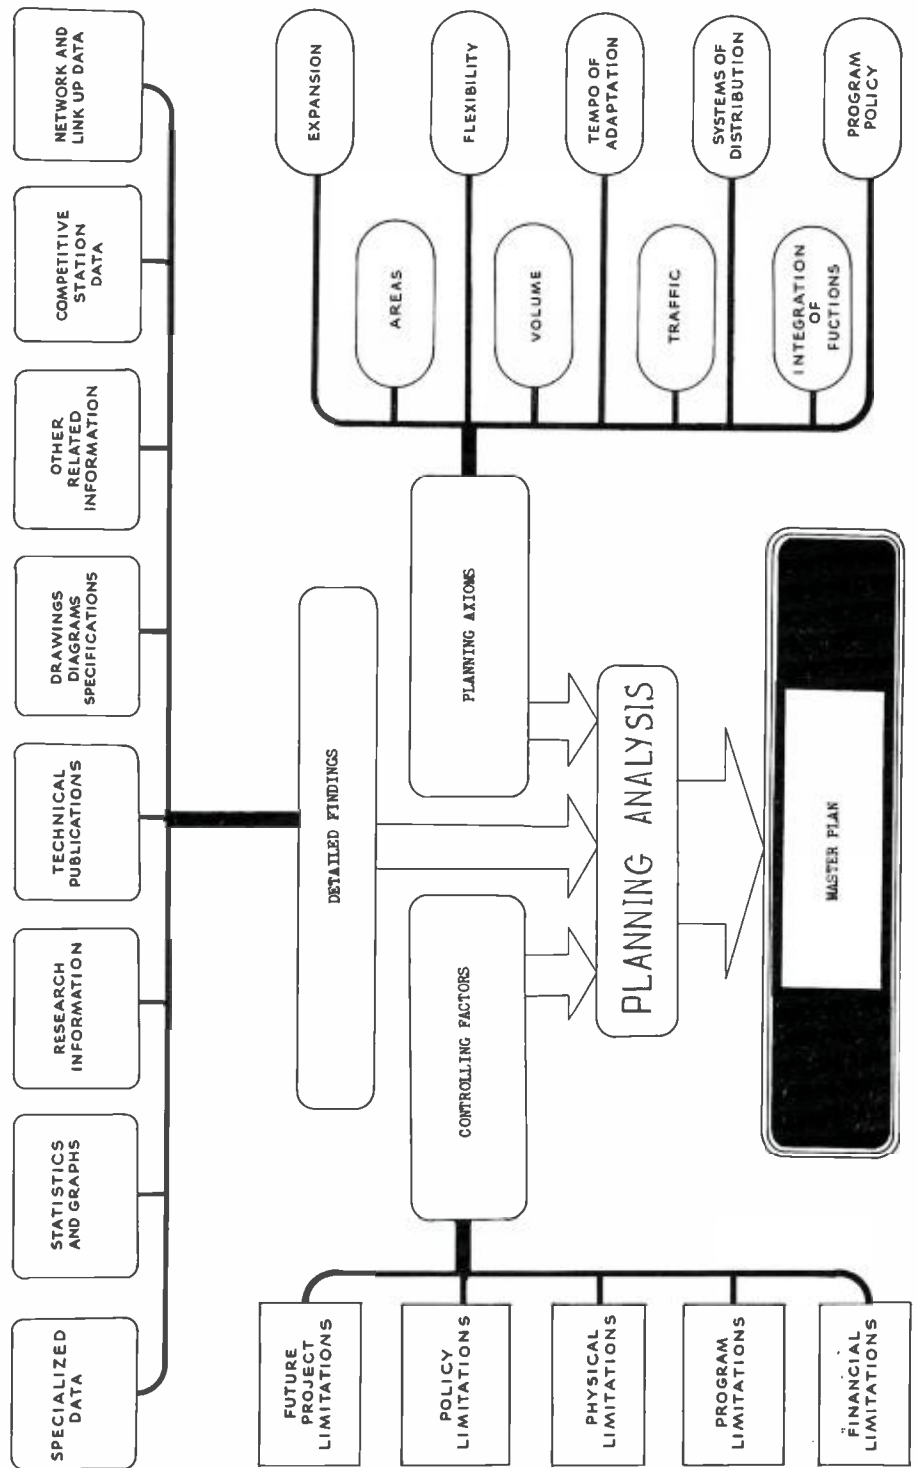 SPECIALIZED
DATA
STATISTICS
AND GRAPHS
RESEARCH
INFORMATION
TECHNICAL
PUBLICATIONS
DRAWINGS
DIAGRAMS
SPECIFICATIONS
OTHER
RELATED
INFORMATION
COMPETITIVE
STATION
DATA
NETWORK AND
LINK UP DATA
DETAILED FINDINGS
FUTURE
PROJECT
LIMITATIONS
POLICY
LIMITATIONS
PHYSICAL
LIMITATIONS
PROGRAM
LIMITATIONS
FINANCIAL
LIMITATIONS
CONTROLLING FACTORS
PLANNING AXIOMS
EXPANSION
AREAS
FLEXIBILITY
VOLUME
TEMPO OF
ADAPTATION
TRAFFIC
SYSTEMS OF
DISTRIBUTION
INTEGRATION
OF
FUCTIONS
PROGRAM
POLICY
PLANNING ANALYSIS
MASTER PLAN